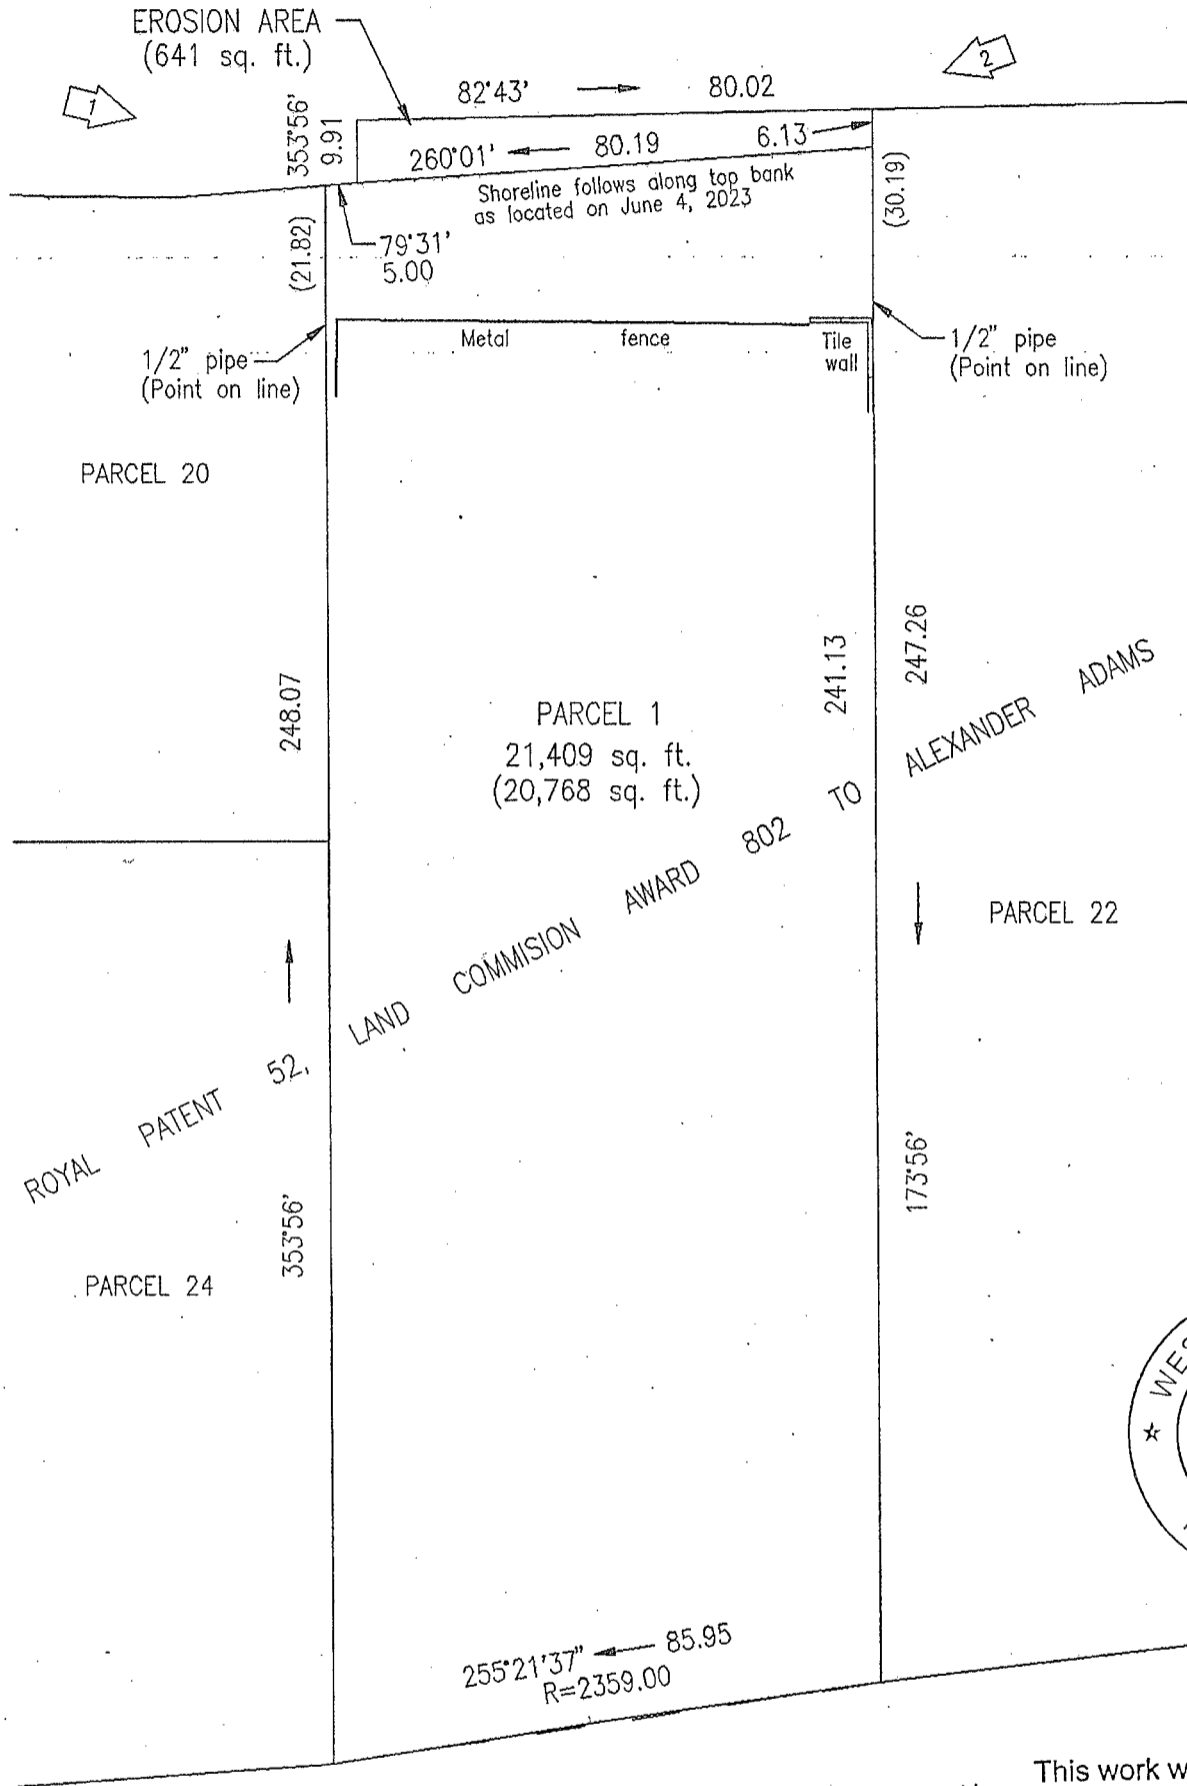 EROSION AREA
(641 sq. ft.)
1
2
82°43' 80.02
353°56'
9.91
260°01' 80.19 6.13
Shoreline follows along top bank
as located on June 4, 2023
(21.82)
(30.19)
79°31'
5.00
1/2" pipe
(Point on line)
Metal fence
Tile
wall
1/2" pipe
(Point on line)
PARCEL 20
248.07
241.13
247.26
PARCEL 1
21,409 sq. ft.
(20,768 sq. ft.)
ROYAL PATENT 52, LAND COMMISION AWARD 802 TO ALEXANDER ADAMS
PARCEL 22
353°56'
173°56'
PARCEL 24
WES
255°21'37" 85.95
R=2359.00
This work w